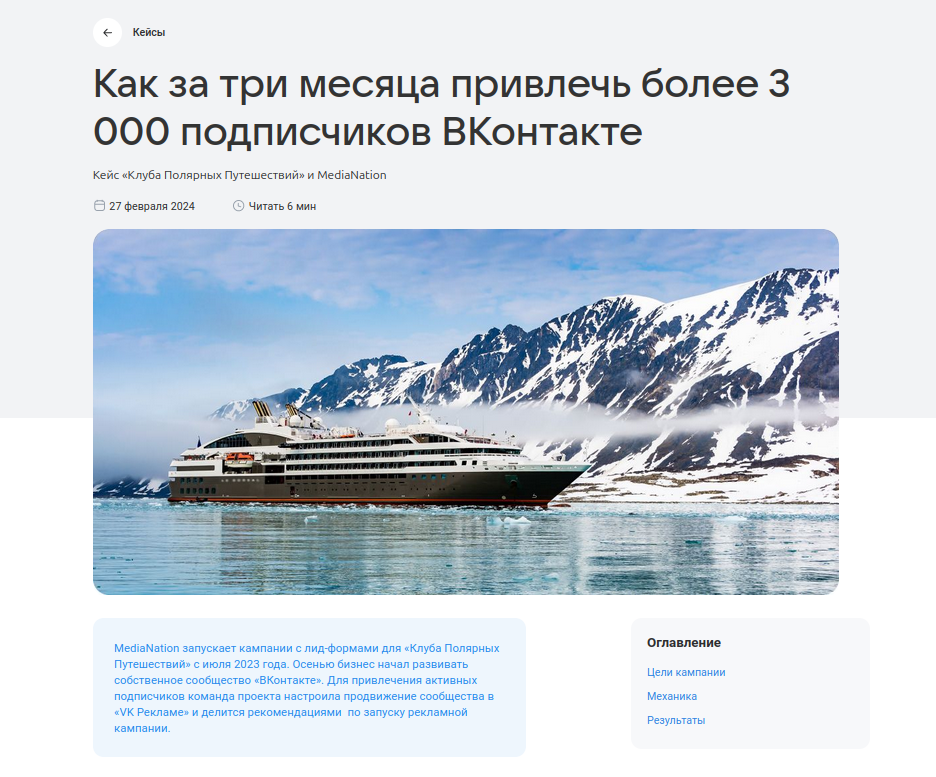 Кейсы
Как за три месяца привлечь более 3
000 подписчиков ВКонтакте
Кейс «Клуба Полярных Путешествий» и MediaNation
27 февраля 2024
Читать 6 мин
MediaNation запускает кампании с лид-формами для «Клуба Полярных
Путешествий» с июля 2023 года. Осенью бизнес начал развивать
собственное сообщество «ВКонтакте». Для привлечения активных
подписчиков команда проекта настроила продвижение сообщества в
«VK Рекламе» и делится рекомендациями  по запуску рекламной
кампании.
Оглавление
Цели кампании
Механика
Результаты